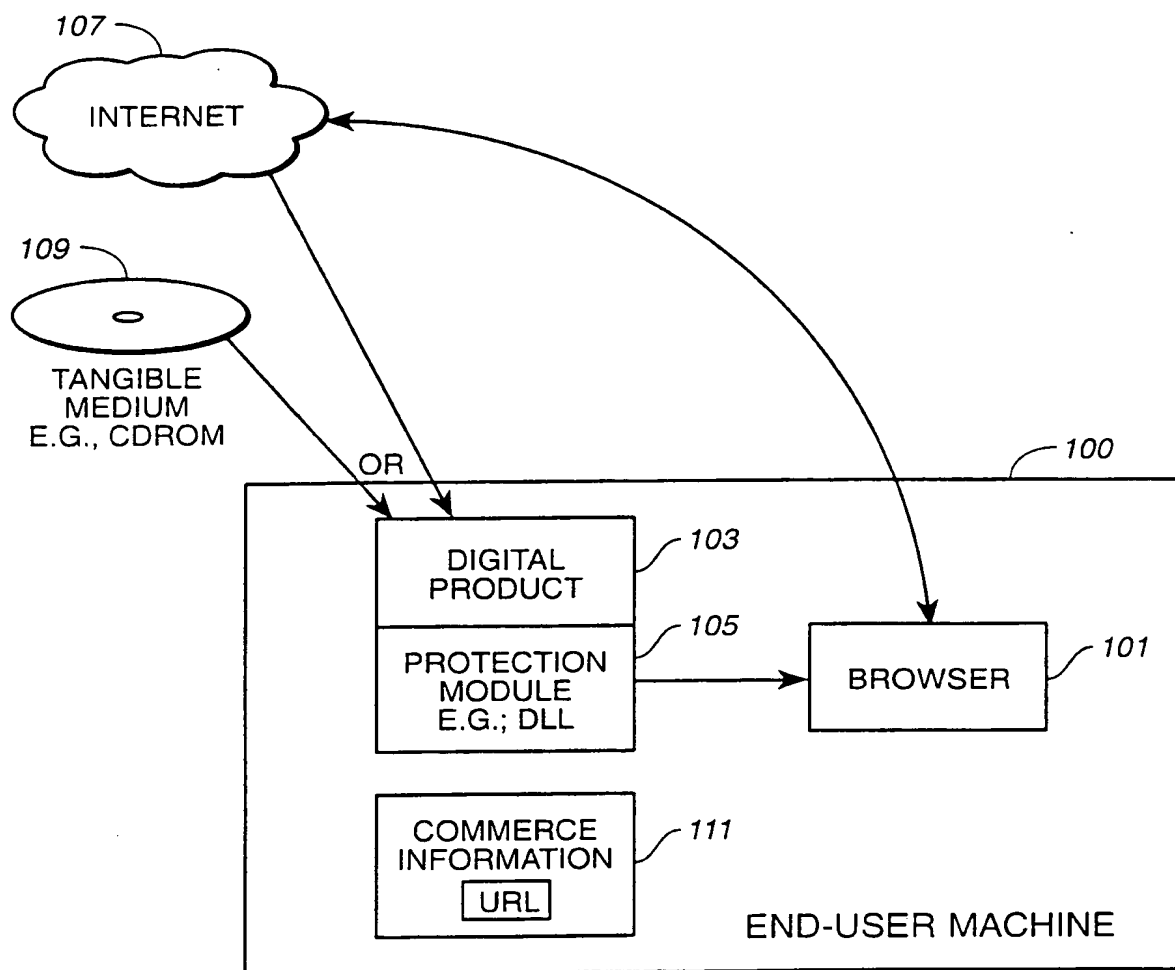 107
INTERNET
109
TANGIBLE
MEDIUM
E.G., CDROM
OR
100
DIGITAL
PRODUCT
103
PROTECTION
MODULE
E.G.; DLL
105
BROWSER
101
COMMERCE
INFORMATION
URL
111
END-USER MACHINE